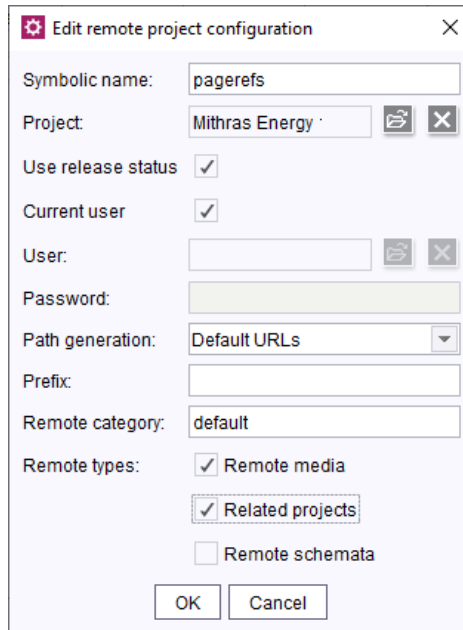 Edit remote project configuration
Symbolic name: pagerefs
Project: Mithras Energy
Use release status
Current user
User:
Password:
Path generation: Default URLs
Prefix:
Remote category: default
Remote types: Remote media
Related projects
Remote schemata
OK Cancel